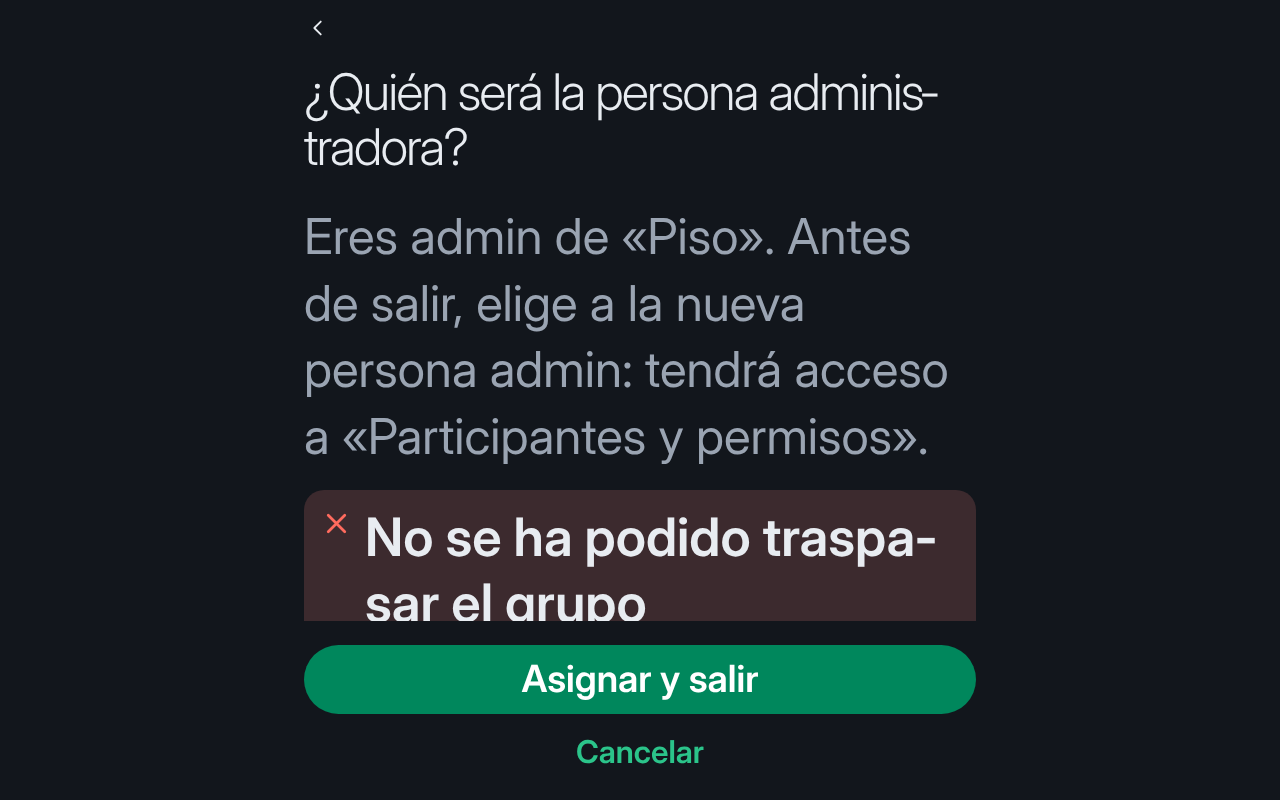 ¿Quién será la persona adminis-
tradora?
Eres admin de «Piso». Antes
de salir, elige a la nueva
persona admin: tendrá acceso
a «Participantes y permisos».
No se ha podido traspa-
sar el grupo
Asignar y salir
Cancelar